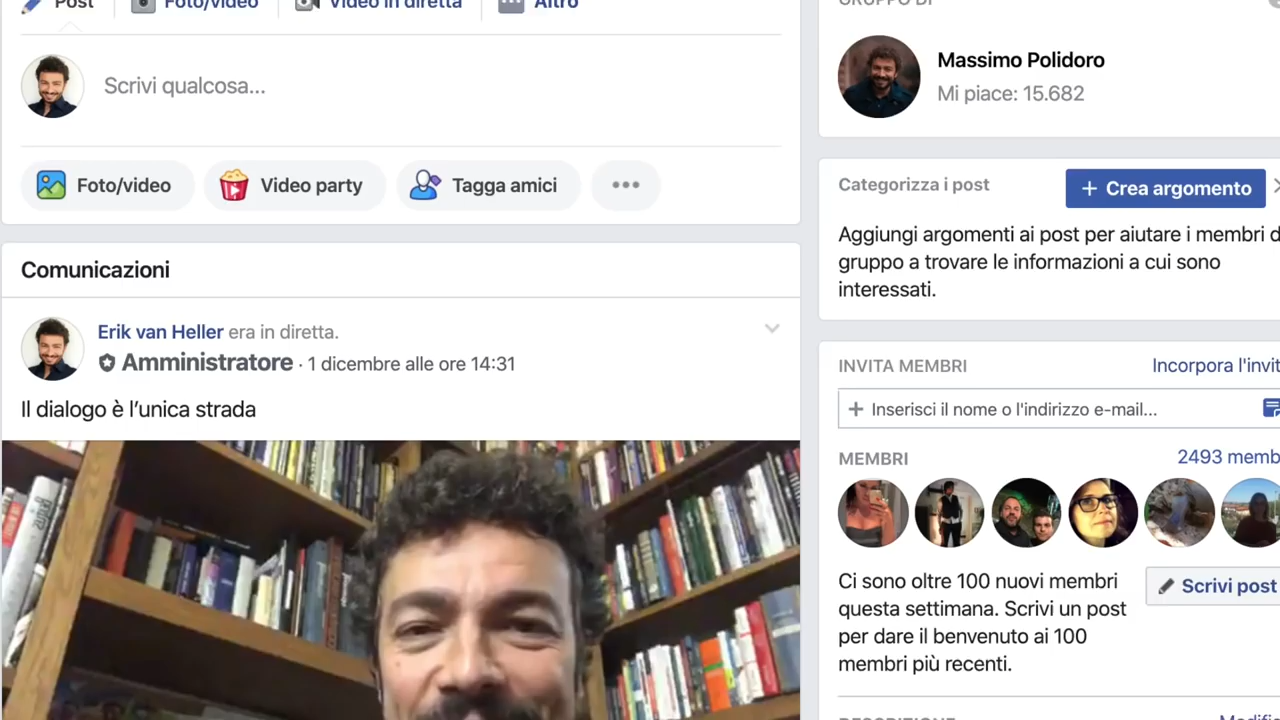 Post
Foto/video
Video in diretta
Altro
Scrivi qualcosa...
Foto/video
Video party
Tagga amici
Comunicazioni
Erik van Heller era in diretta.
Amministratore · 1 dicembre alle ore 14:31
Il dialogo è l’unica strada
GRUPPO DI
Massimo Polidoro
Mi piace: 15.682
Categorizza i post
+ Crea argomento
Aggiungi argomenti ai post per aiutare i membri d
gruppo a trovare le informazioni a cui sono
interessati.
INVITA MEMBRI
Incorpora l'invit
+ Inserisci il nome o l'indirizzo e-mail...
MEMBRI
2493 memb
Ci sono oltre 100 nuovi membri
questa settimana. Scrivi un post
per dare il benvenuto ai 100
membri più recenti.
Scrivi post
DESCRIZIONE
Modific